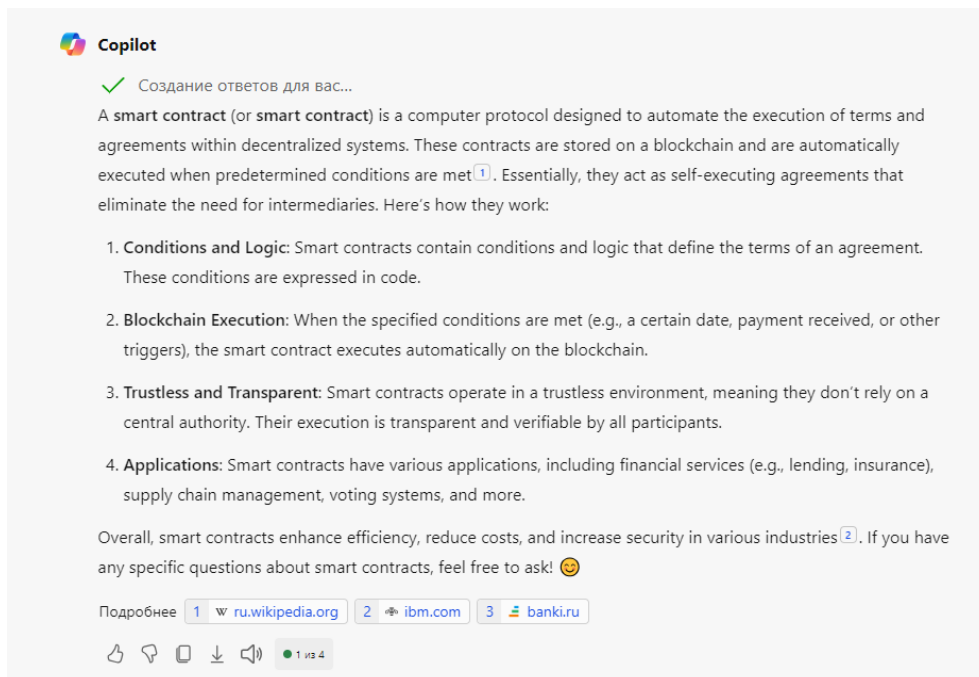 Copilot
Создание ответов для вас...
A smart contract (or smart contract) is a computer protocol designed to automate the execution of terms and
agreements within decentralized systems. These contracts are stored on a blockchain and are automatically
executed when predetermined conditions are met 1. Essentially, they act as self-executing agreements that
eliminate the need for intermediaries. Here's how they work:
1. Conditions and Logic: Smart contracts contain conditions and logic that define the terms of an agreement.
These conditions are expressed in code.
2. Blockchain Execution: When the specified conditions are met (e.g., a certain date, payment received, or other
triggers), the smart contract executes automatically on the blockchain.
3. Trustless and Transparent: Smart contracts operate in a trustless environment, meaning they don't rely on a
central authority. Their execution is transparent and verifiable by all participants.
4. Applications: Smart contracts have various applications, including financial services (e.g., lending, insurance),
supply chain management, voting systems, and more.
Overall, smart contracts enhance efficiency, reduce costs, and increase security in various industries 2. If you have
any specific questions about smart contracts, feel free to ask! 😊
Подробнее 1 W ru.wikipedia.org 2 ibm.com 3 banki.ru
1 из 4